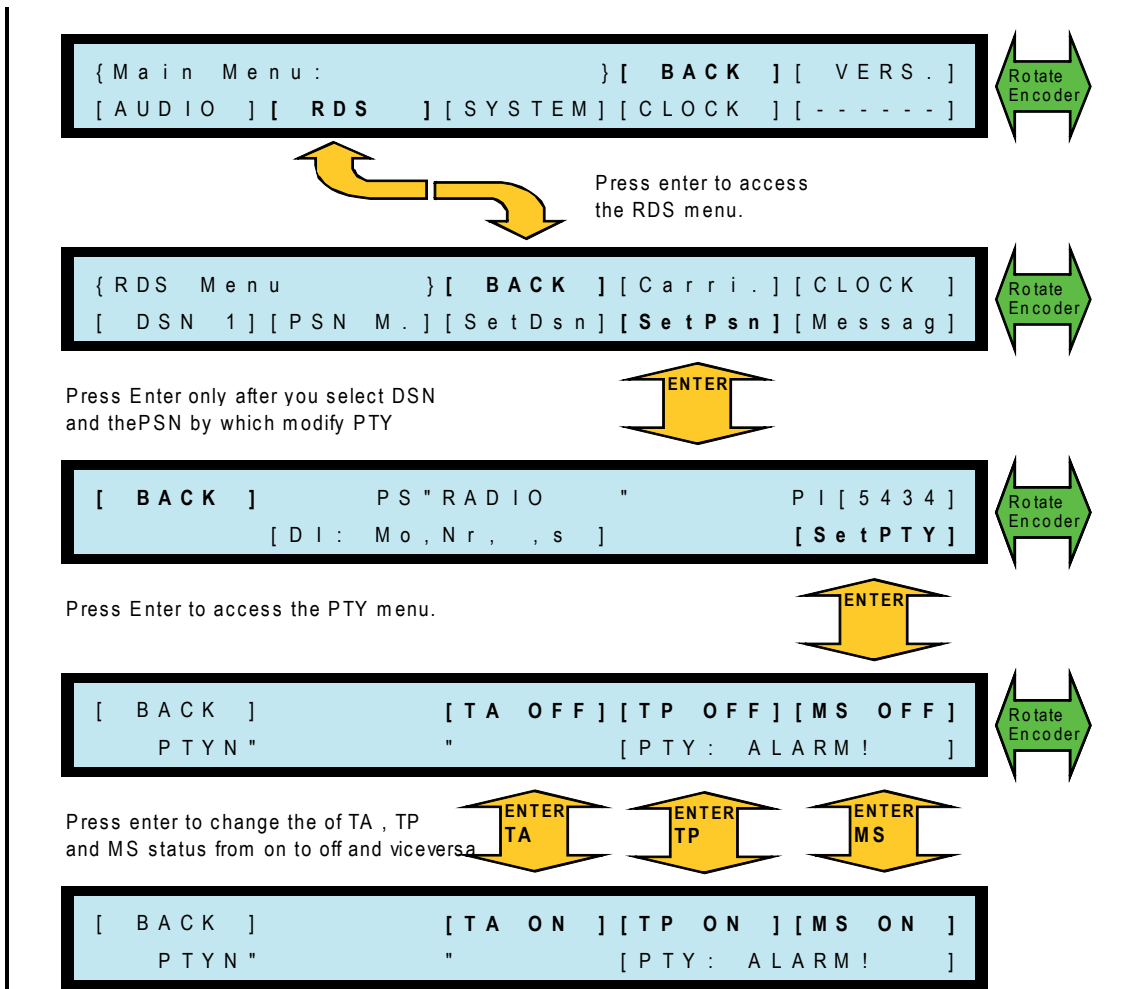 {Main Menu: }[ BACK ][ VERS.]
[AUDIO ][ RDS ][SYSTEM][CLOCK ][------]
Rotate
Encoder
Press enter to access
the RDS menu.
{RDS Menu }[ BACK ][Carri.][CLOCK ]
[ DSN 1][PSN M.][SetDsn][SetPsn][Messag]
Rotate
Encoder
Press Enter only after you select DSN
and thePSN by which modify PTY
ENTER
[ BACK ] PS"RADIO " PI[5434]
[DI: Mo,Nr, ,s ] [SetPTY]
Rotate
Encoder
Press Enter to access the PTY menu.
ENTER
[ BACK ] [TA OFF][TP OFF][MS OFF]
PTYN" " [PTY: ALARM! ]
Rotate
Encoder
Press enter to change the of TA , TP
and MS status from on to off and viceversa
ENTER
TA
ENTER
TP
ENTER
MS
[ BACK ] [TA ON ][TP ON ][MS ON ]
PTYN" " [PTY: ALARM! ]